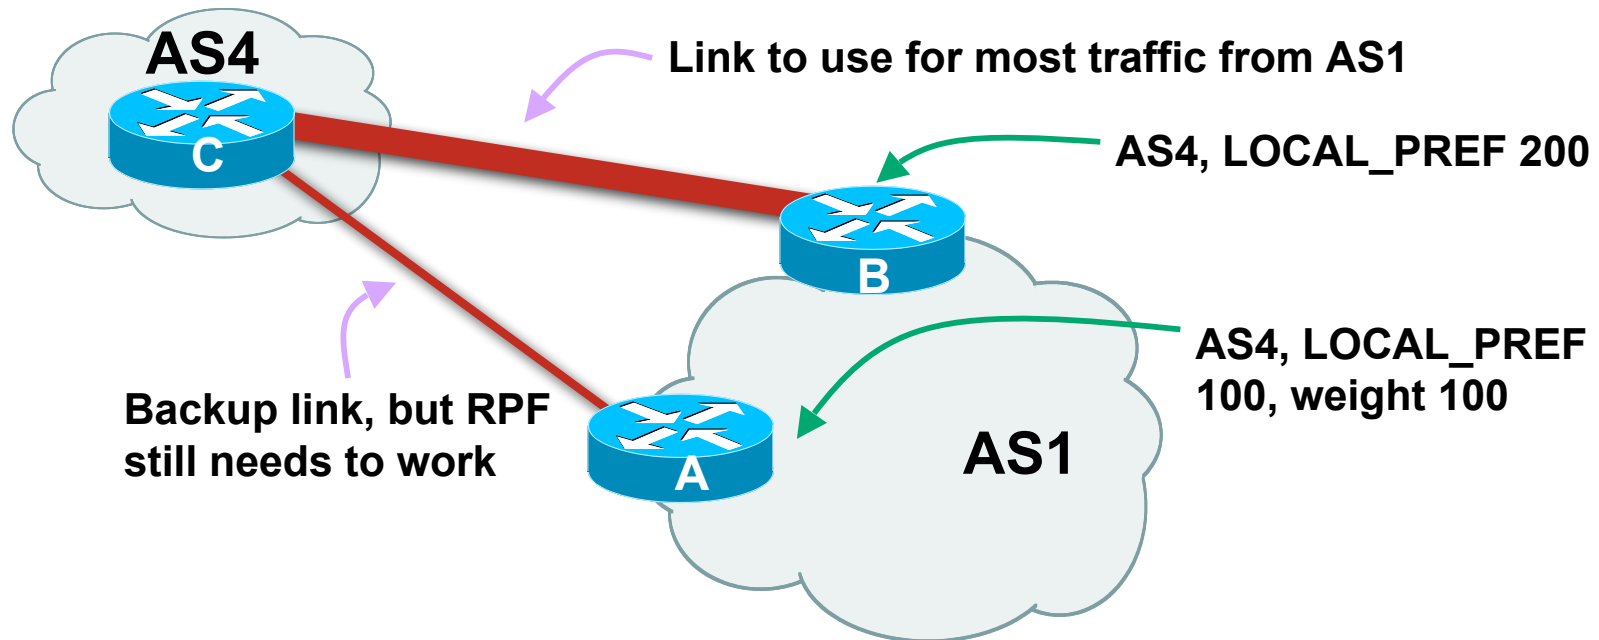 AS4
C
Link to use for most traffic from AS1
AS4, LOCAL_PREF 200
B
AS4, LOCAL_PREF
100, weight 100
Backup link, but RPF
still needs to work
A
AS1